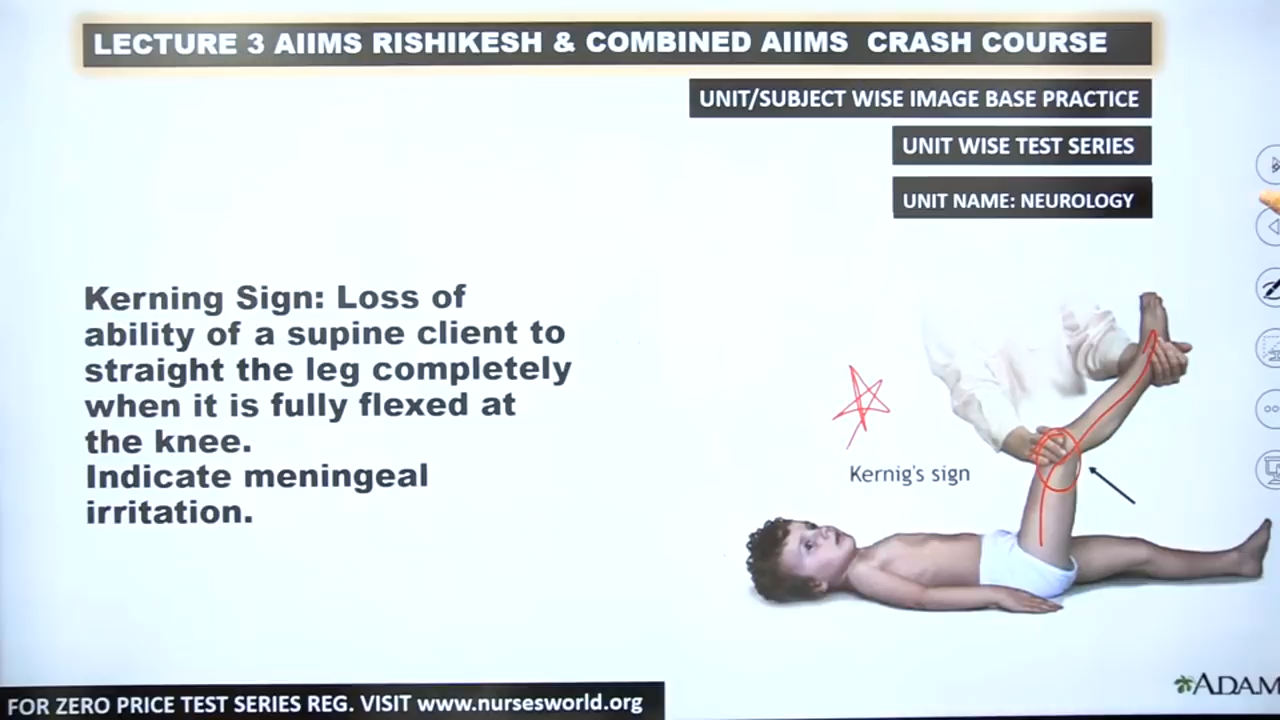 LECTURE 3 AIIMS RISHIKESH & COMBINED AIIMS CRASH COURSE
UNIT/SUBJECT WISE IMAGE BASE PRACTICE
UNIT WISE TEST SERIES
UNIT NAME: NEUROLOGY
Kerning Sign: Loss of
ability of a supine client to
straight the leg completely
when it is fully flexed at
the knee.
Indicate meningeal
irritation.
Kernig's sign
ADAM
FOR ZERO PRICE TEST SERIES REG. VISIT www.nursesworld.org